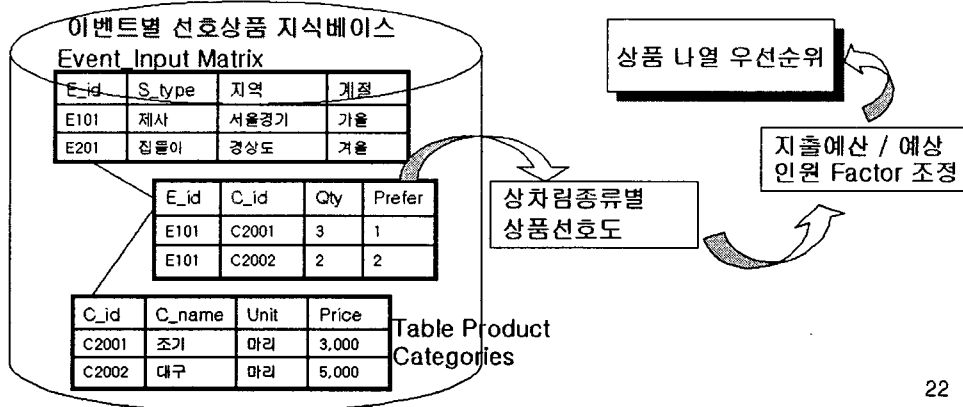 이벤트별 선호상품 지식베이스
Event_Input Matrix
E_id S_type 지역 계절
E101 제사 서울경기 가을
E201 집들이 경상도 겨울
E_id C_id Qty Prefer
E101 C2001 3 1
E101 C2002 2 2
C_id C_name Unit Price
C2001 조기 마리 3,000
C2002 대구 마리 5,000
Table Product
Categories
상차림종류별
상품선호도
지출예산 / 예상
인원 Factor 조정
상품 나열 우선순위
22